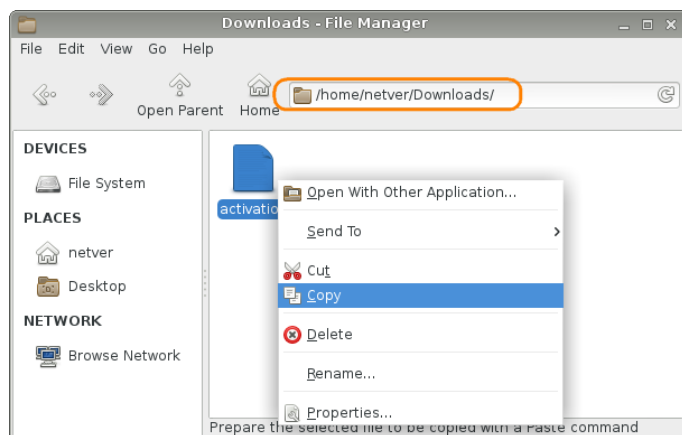 Downloads - File Manager
File Edit View Go Help
Open Parent Home /home/netver/Downloads/
DEVICES
File System
PLACES
netver
Desktop
NETWORK
Browse Network
activatio
Open With Other Application...
Send To
Cut
Copy
Delete
Rename...
Properties...
Prepare the selected file to be copied with a Paste command